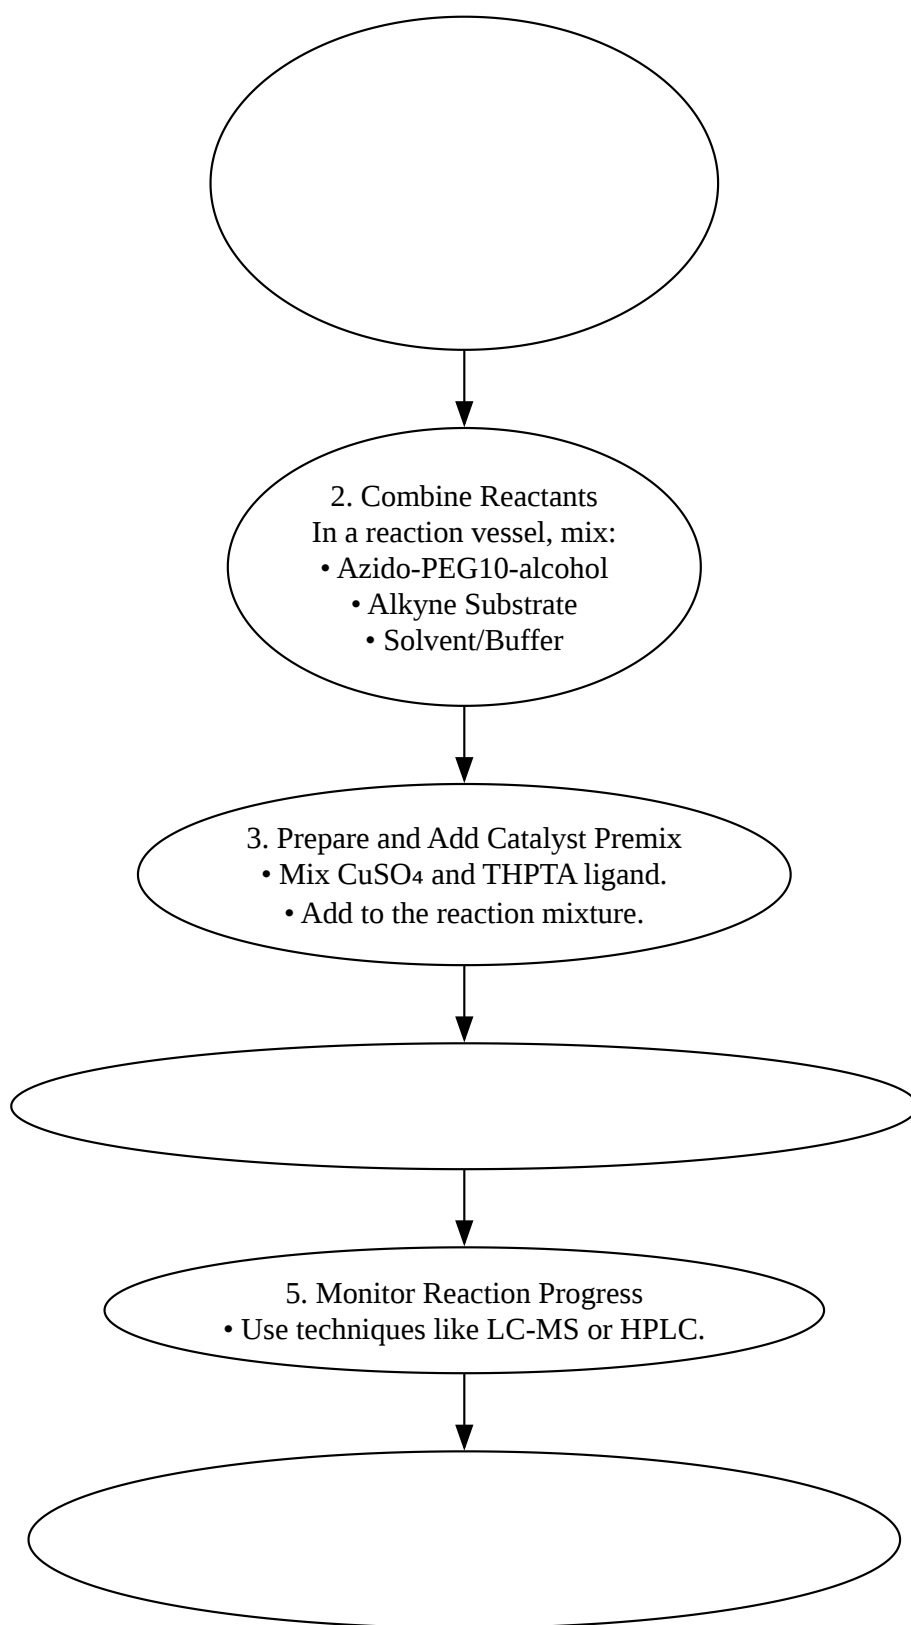 2. Combine Reactants
In a reaction vessel, mix:
• Azido-PEG10-alcohol
• Alkyne Substrate
• Solvent/Buffer
3. Prepare and Add Catalyst Premix
• Mix CuSO₄ and THPTA ligand.
• Add to the reaction mixture.
5. Monitor Reaction Progress
• Use techniques like LC-MS or HPLC.